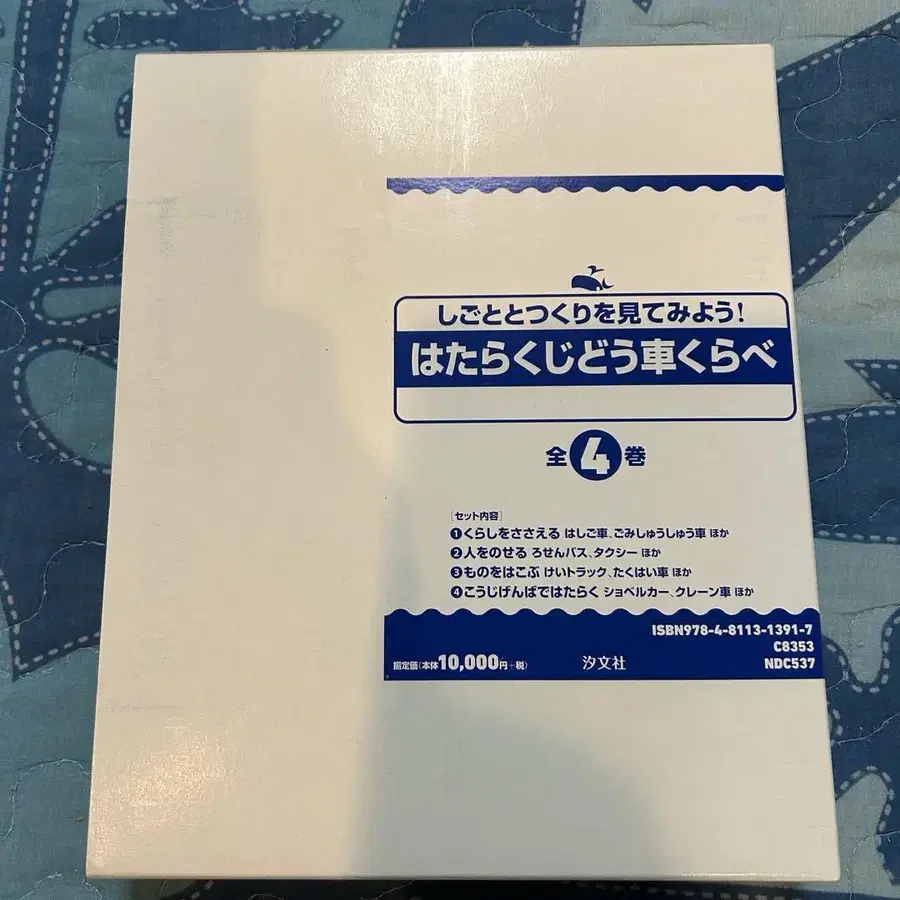 しごととつくりを見てみよう!
はたらくじどう車くらべ
全4巻
[セット内容]
❶くらしをささえる はしご車、ごみしゅうしゅう車 ほか
❷人をのせる ろせんバス、タクシー ほか
❸ものをはこぶ けいトラック、たくはい車 ほか
❹こうじげんばではたらく ショベルカー、クレーン車 ほか
ISBN978-4-8113-1391-7
C8353
NDC537
揃定価(本体10,000円+税)
汐文社